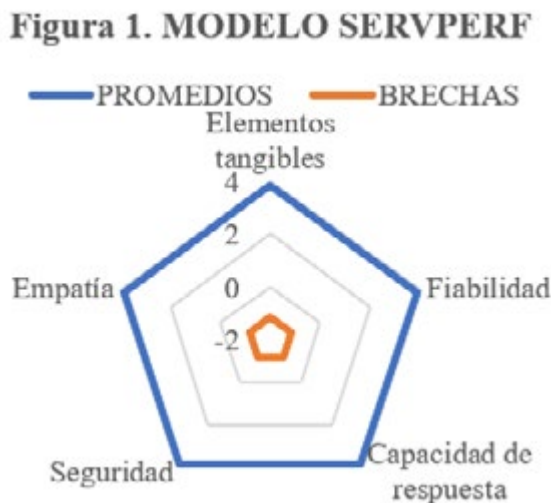 Figura 1. MODELO SERVPERF
PROMEDIOS BRECHAS
Elementos
tangibles
4
2
0
-2
Empatía
Fiabilidad
Seguridad
Capacidad de
respuesta